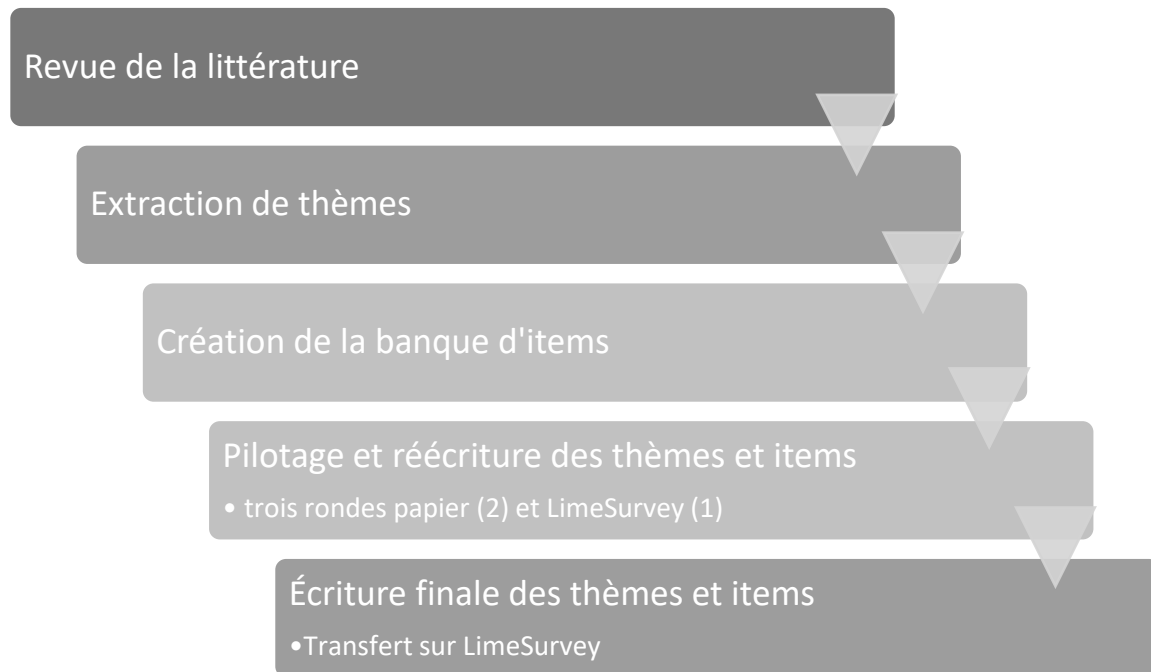 Revue de la littérature
Extraction de thèmes
Création de la banque d'items
Pilotage et réécriture des thèmes et items
• trois rondes papier (2) et LimeSurvey (1)
Écriture finale des thèmes et items
•Transfert sur LimeSurvey